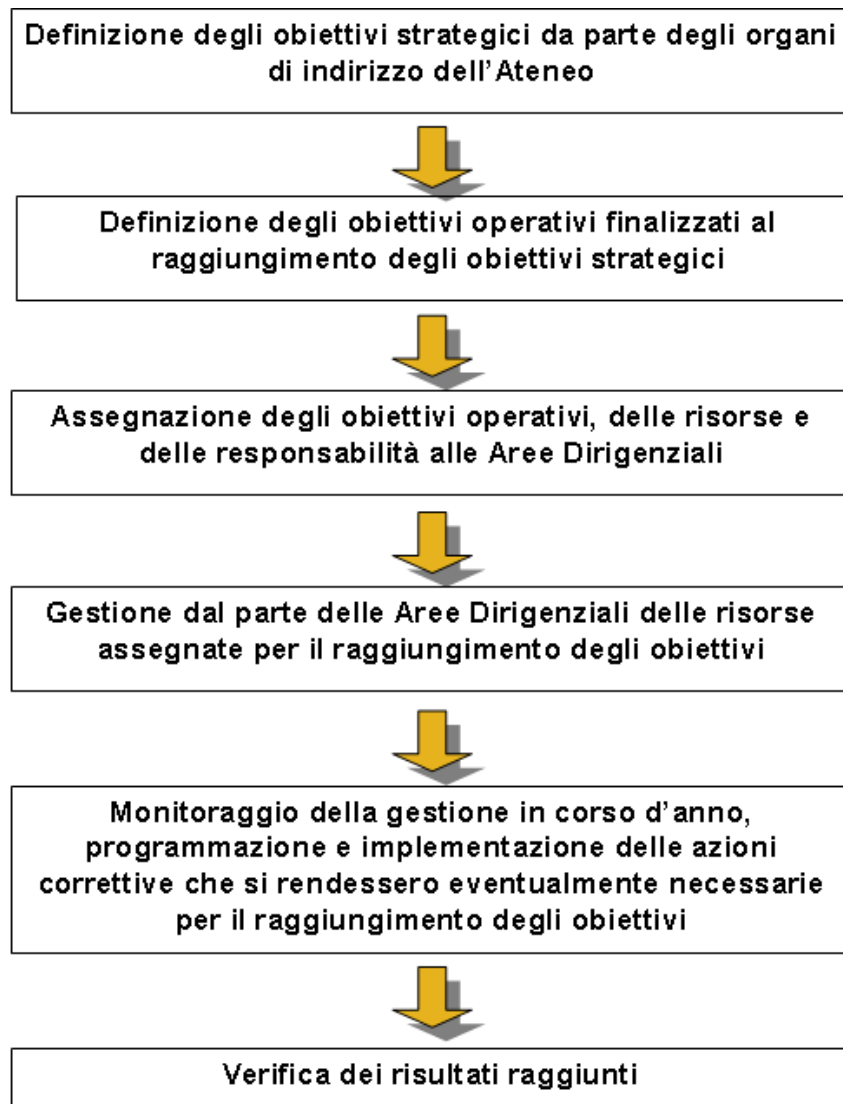 Definizione degli obiettivi strategici da parte degli organi
di indirizzo dell'Ateneo
Definizione degli obiettivi operativi finalizzati al
raggiungimento degli obiettivi strategici
Assegnazione degli obiettivi operativi, delle risorse e
delle responsabilità alle Aree Dirigenziali
Gestione dal parte delle Aree Dirigenziali delle risorse
assegnate per il raggiungimento degli obiettivi
Monitoraggio della gestione in corso d'anno,
programmazione e implementazione delle azioni
correttive che si rendessero eventualmente necessarie
per il raggiungimento degli obiettivi
Verifica dei risultati raggiunti